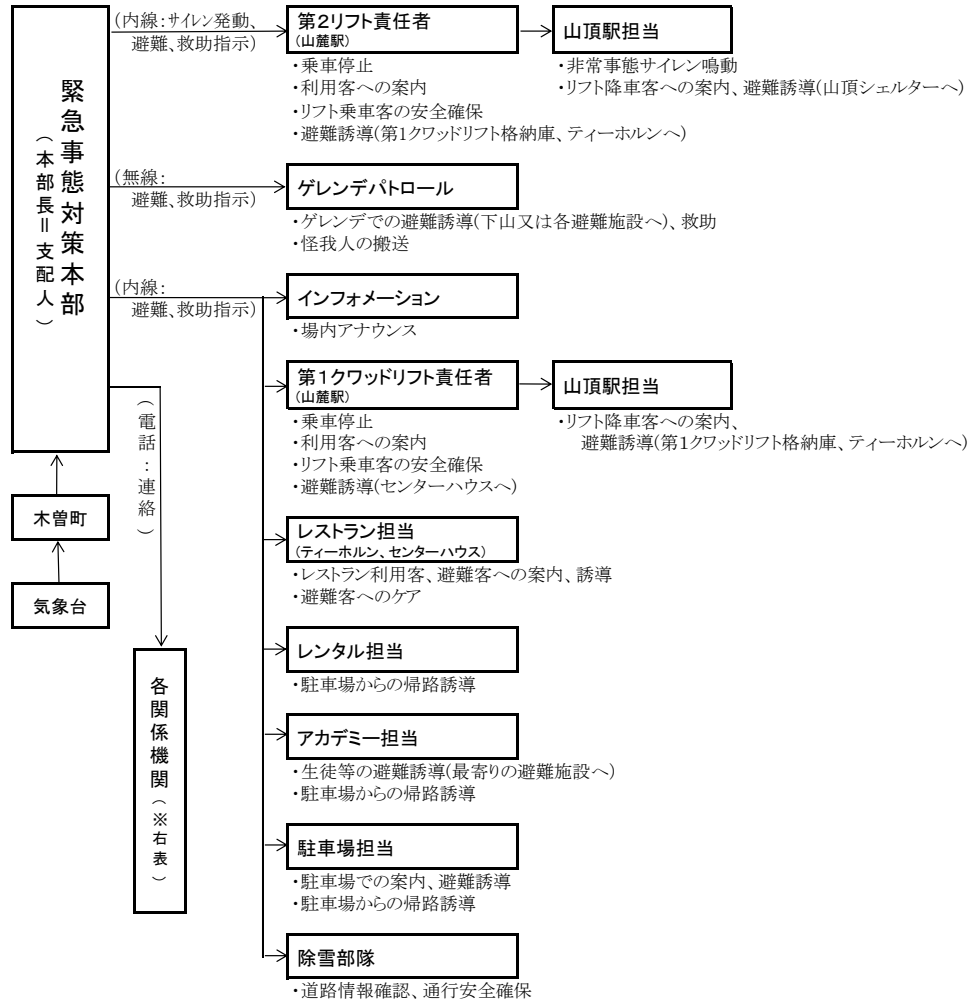 緊急事態対策本部
（本部長＝支配人）
木曽町
気象台
(内線：サイレン発動、
避難、救助指示)
第2リフト責任者
(山麓駅)
・乗車停止
・利用客への案内
・リフト乗車客の安全確保
・避難誘導(第1クワッドリフト格納庫、ティーホルンへ)
山頂駅担当
・非常事態サイレン鳴動
・リフト降車客への案内、避難誘導(山頂シェルターへ)
(無線：
避難、救助指示)
ゲレンデパトロール
・ゲレンデでの避難誘導(下山又は各避難施設へ)、救助
・怪我人の搬送
(内線：
避難、救助指示)
インフォメーション
・場内アナウンス
第1クワッドリフト責任者
(山麓駅)
・乗車停止
・利用客への案内
・リフト乗車客の安全確保
・避難誘導(センターハウスへ)
山頂駅担当
・リフト降車客への案内、
避難誘導(第1クワッドリフト格納庫、ティーホルンへ)
レストラン担当
(ティーホルン、センターハウス)
・レストラン利用客、避難客への案内、誘導
・避難客へのケア
レンタル担当
・駐車場からの帰路誘導
アカデミー担当
・生徒等の避難誘導(最寄りの避難施設へ)
・駐車場からの帰路誘導
駐車場担当
・駐車場での案内、避難誘導
・駐車場からの帰路誘導
除雪部隊
・道路情報確認、通行安全確保
（電話：連絡）
各関係機関（※右表）